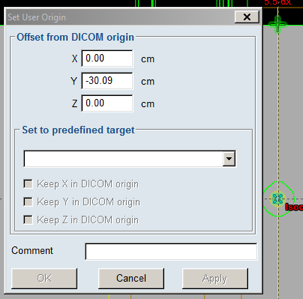 Set User Origin
Offset from DICOM origin
X 0.00 cm
Y -30.09 cm
Z 0.00 cm
Set to predefined target
Keep X in DICOM origin
Keep Y in DICOM origin
Keep Z in DICOM origin
Comment
OK Cancel Apply